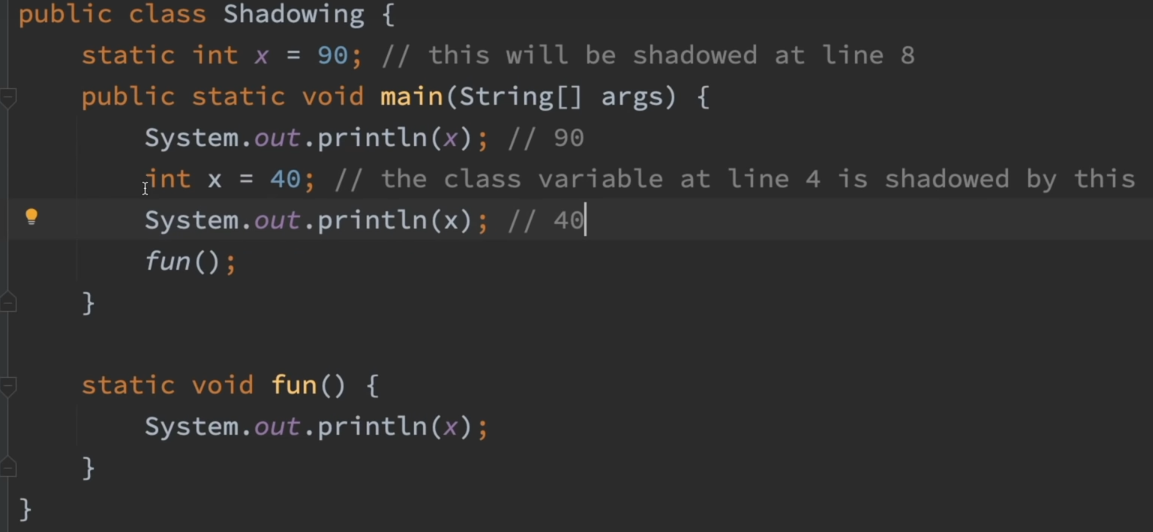 public class Shadowing {
    static int x = 90; // this will be shadowed at line 8
    public static void main(String[] args) {
        System.out.println(x); // 90
        int x = 40; // the class variable at line 4 is shadowed by this
        System.out.println(x); // 40
        fun();
    }

    static void fun() {
        System.out.println(x);
    }
}